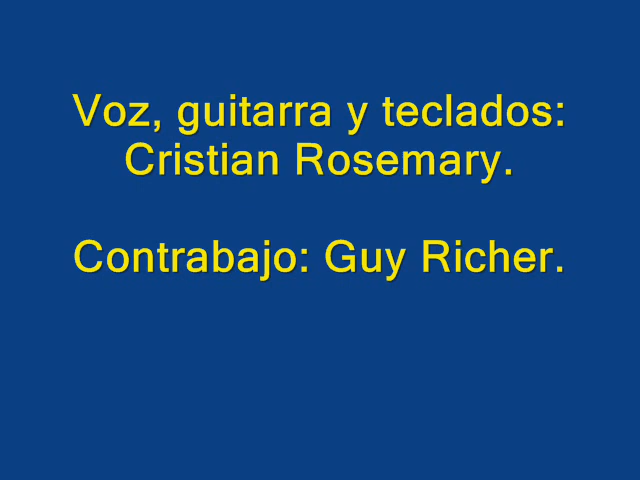 Voz, guitarra y teclados:
Cristian Rosemary.
Contrabajo: Guy Richer.